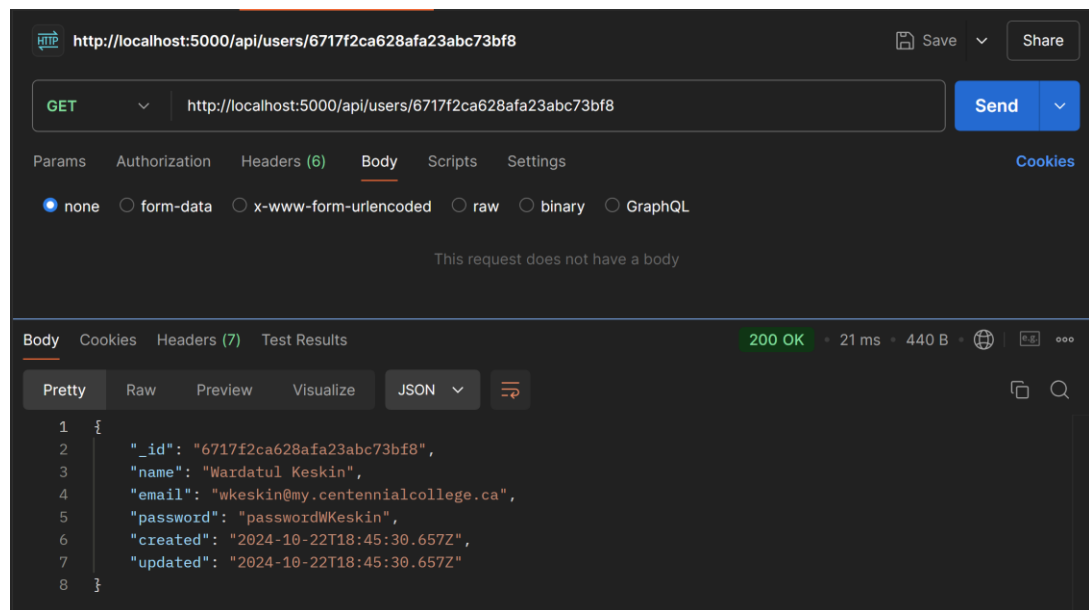 HTTP http://localhost:5000/api/users/6717f2ca628afa23abc73bf8 Save Share
GET http://localhost:5000/api/users/6717f2ca628afa23abc73bf8 Send
Params Authorization Headers (6) Body Scripts Settings Cookies
none form-data x-www-form-urlencoded raw binary GraphQL
This request does not have a body
Body Cookies Headers (7) Test Results 200 OK • 21 ms • 440 B • e.g. ooo
Pretty Raw Preview Visualize JSON
1 {
2 "_id": "6717f2ca628afa23abc73bf8",
3 "name": "Wardatul Keskin",
4 "email": "wkeskin@my.centennialcollege.ca",
5 "password": "passwordWKeskin",
6 "created": "2024-10-22T18:45:30.657Z",
7 "updated": "2024-10-22T18:45:30.657Z"
8 }